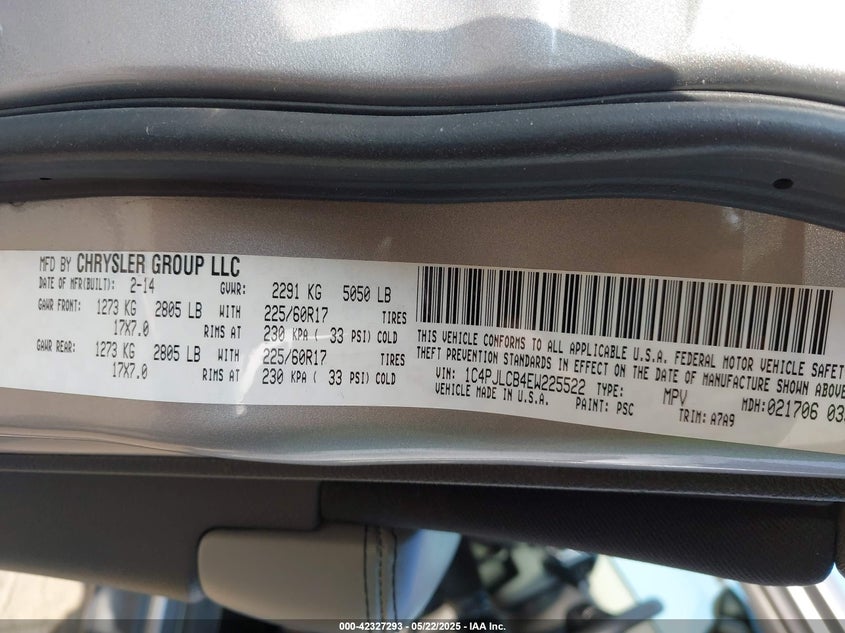 MFD BY CHRYSLER GROUP LLC
DATE OF MFR(BUILT): 2-14 GVWR: 2291 KG 5050 LB
GAWR FRONT: 1273 KG 2805 LB WITH 225/60R17 TIRES
17X7.0 RIMS AT 230 KPA ( 33 PSI) COLD
GAWR REAR: 1273 KG 2805 LB WITH 225/60R17 TIRES
17X7.0 RIMS AT 230 KPA ( 33 PSI) COLD
THIS VEHICLE CONFORMS TO ALL APPLICABLE U.S.A. FEDERAL MOTOR VEHICLE SAFET
THEFT PREVENTION STANDARDS IN EFFECT ON THE DATE OF MANUFACTURE SHOWN ABOVE
VIN: 1C4PJLCB4EW225522 TYPE: MPV MDH:021706 03
VEHICLE MADE IN U.S.A. PAINT: PSC TRIM: A7A9
000-42327293 - 05/22/2025 - IAA Inc.